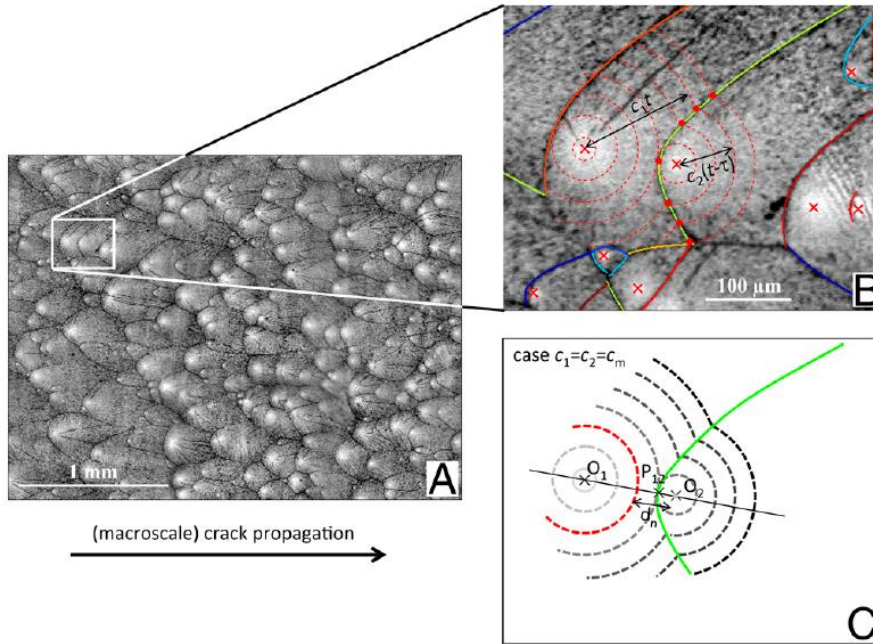 c₁t
c₂(t-τ)
100 µm
B
1 mm
A
(macroscale) crack propagation
case c₁=c₂=cₘ
O₁
P₁₂
O₂
dₙ
C